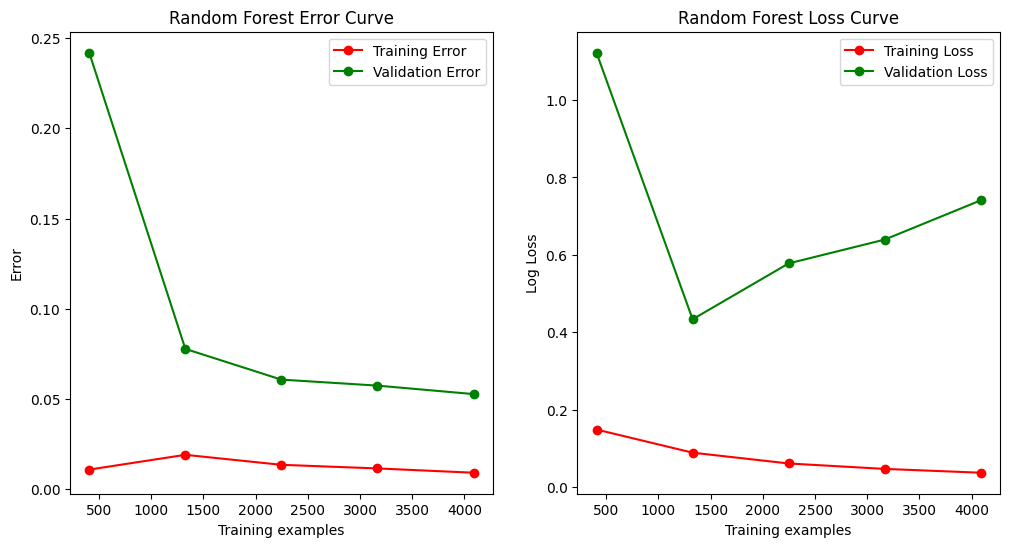 Random Forest Error Curve
Training Error
Validation Error
0.25
0.20
0.15
0.10
0.05
0.00
Error
500 1000 1500 2000 2500 3000 3500 4000
Training examples
Random Forest Loss Curve
Training Loss
Validation Loss
1.0
0.8
0.6
0.4
0.2
0.0
Log Loss
500 1000 1500 2000 2500 3000 3500 4000
Training examples